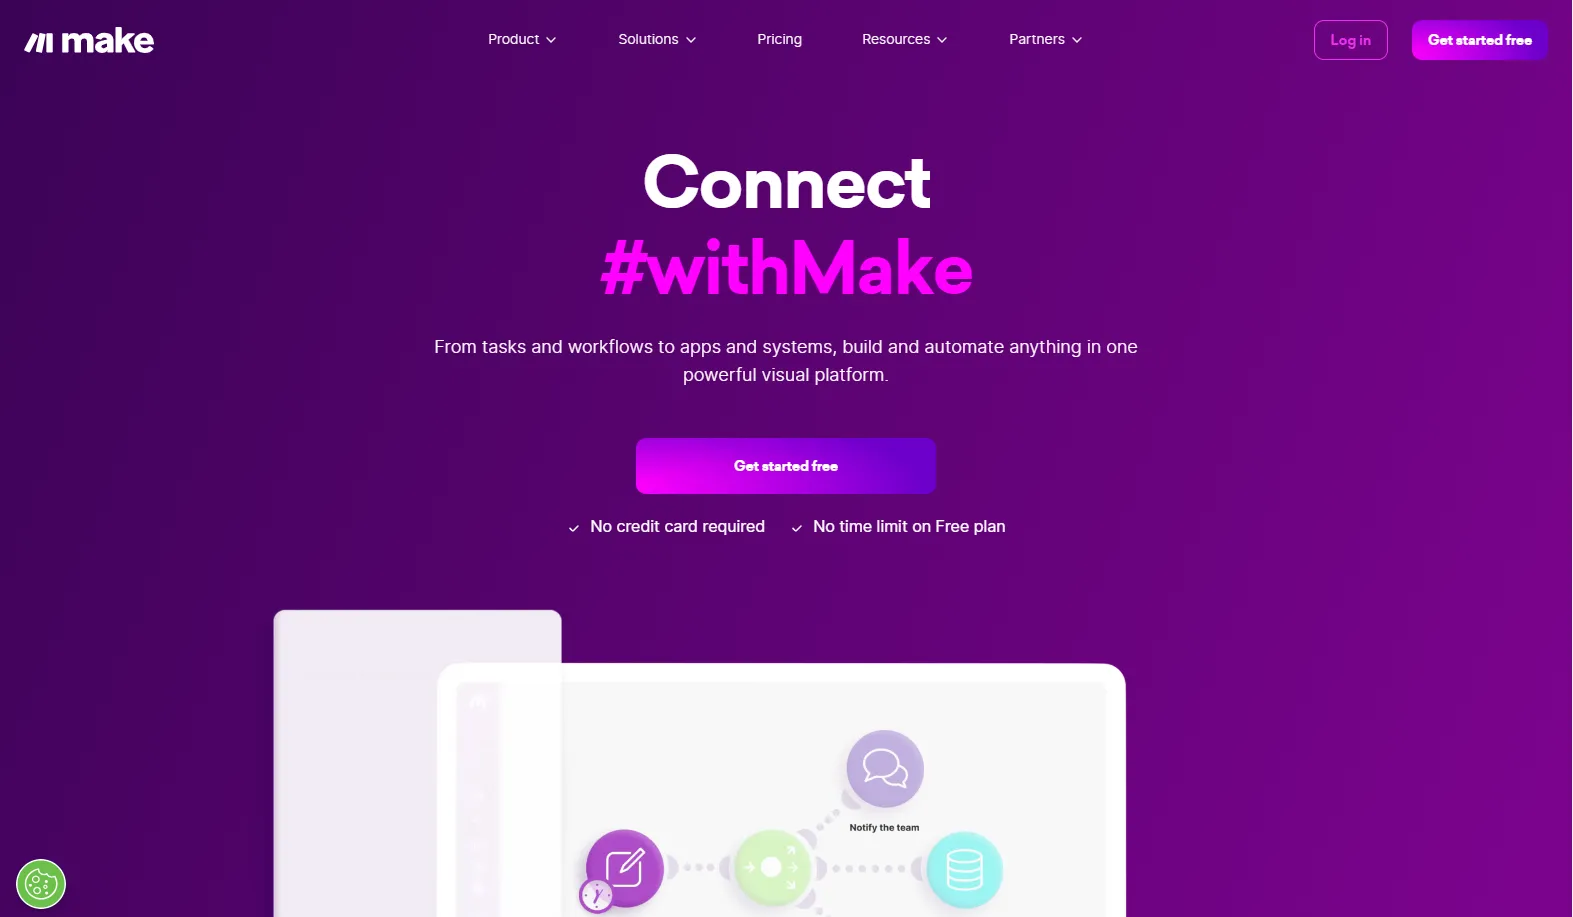 make
Product
Solutions
Pricing
Resources
Partners
Log in
Get started free
Connect
#withMake
From tasks and workflows to apps and systems, build and automate anything in one
powerful visual platform.
Get started free
No credit card required
No time limit on Free plan
Notify the team